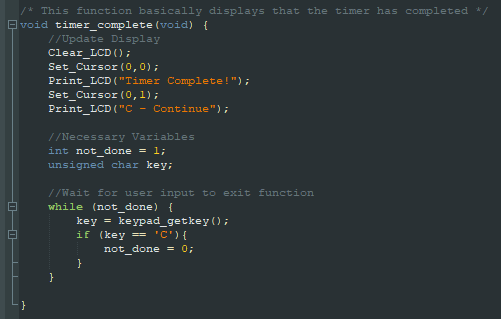 /* This function basically displays that the timer has completed */
void timer_complete(void) {
    //Update Display
    Clear_LCD();
    Set_Cursor(0,0);
    Print_LCD("Timer Complete!");
    Set_Cursor(0,1);
    Print_LCD("C - Continue");

    //Necessary Variables
    int not_done = 1;
    unsigned char key;

    //Wait for user input to exit function
    while (not_done) {
        key = keypad_getkey();
        if (key == 'C'){
            not_done = 0;
        }
    }

}